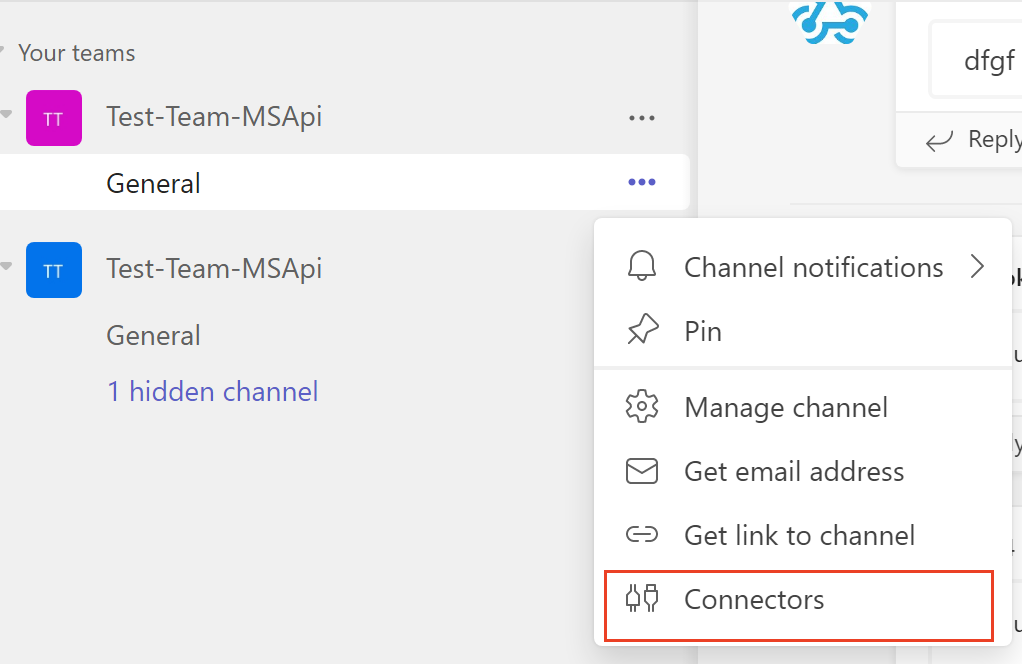 Your teams
TT
Test-Team-MSApi
General
TT
Test-Team-MSApi
General
1 hidden channel
dfgf
Reply
Channel notifications
Pin
Manage channel
Get email address
Get link to channel
Connectors